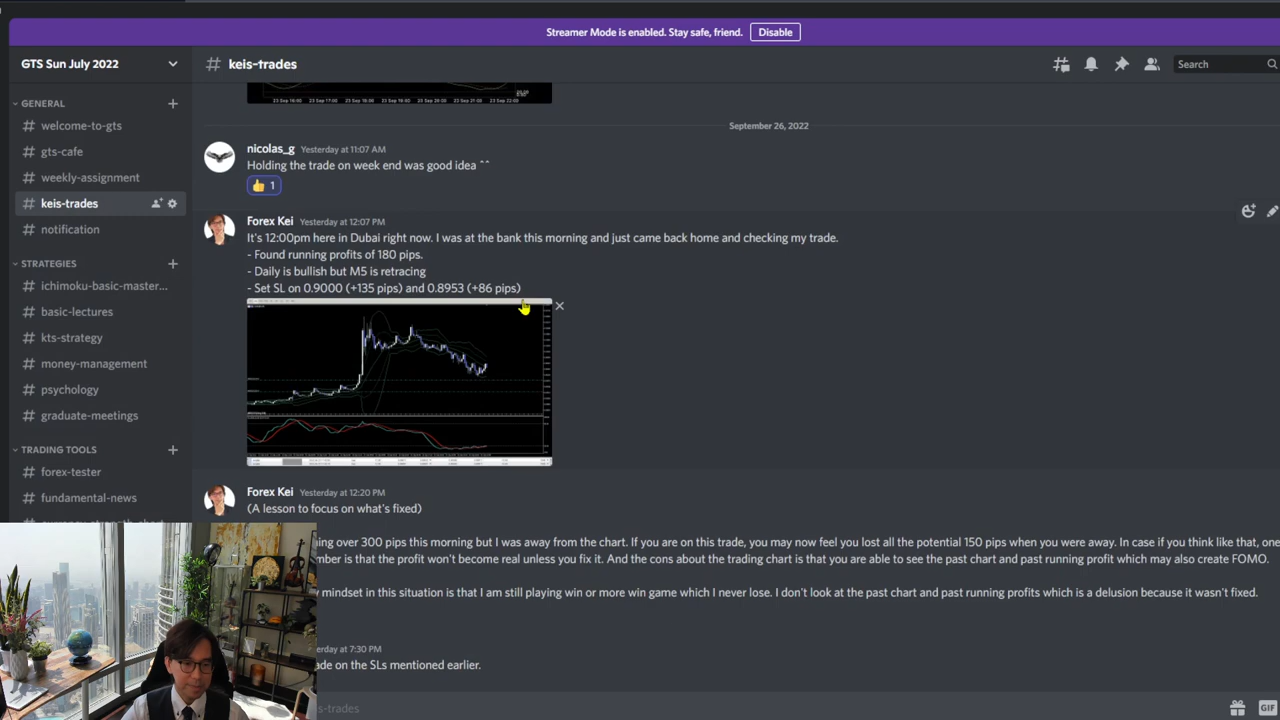 Streamer Mode is enabled. Stay safe, friend. Disable
GTS Sun July 2022
# keis-trades
Search
GENERAL
# welcome-to-gts
# gts-cafe
# weekly-assignment
# keis-trades
# notification
STRATEGIES
# ichimoku-basic-master...
# basic-lectures
# kts-strategy
# money-management
# psychology
# graduate-meetings
TRADING TOOLS
# forex-tester
# fundamental-news
September 26, 2022
nicolas_g Yesterday at 11:07 AM
Holding the trade on week end was good idea ^^
👍 1
Forex Kei Yesterday at 12:07 PM
It's 12:00pm here in Dubai right now. I was at the bank this morning and just came back home and checking my trade.
- Found running profits of 180 pips.
- Daily is bullish but M5 is retracing
- Set SL on 0.9000 (+135 pips) and 0.8953 (+86 pips)
Forex Kei Yesterday at 12:20 PM
(A lesson to focus on what's fixed)
ing over 300 pips this morning but I was away from the chart. If you are on this trade, you may now feel you lost all the potential 150 pips when you were away. In case if you think like that, one
mber is that the profit won't become real unless you fix it. And the cons about the trading chart is that you are able to see the past chart and past running profit which may also create FOMO.
y mindset in this situation is that I am still playing win or more win game which I never lose. I don't look at the past chart and past running profits which is a delusion because it wasn't fixed.
at 7:30 PM
ade on the SLs mentioned earlier.
is-trades
GIF